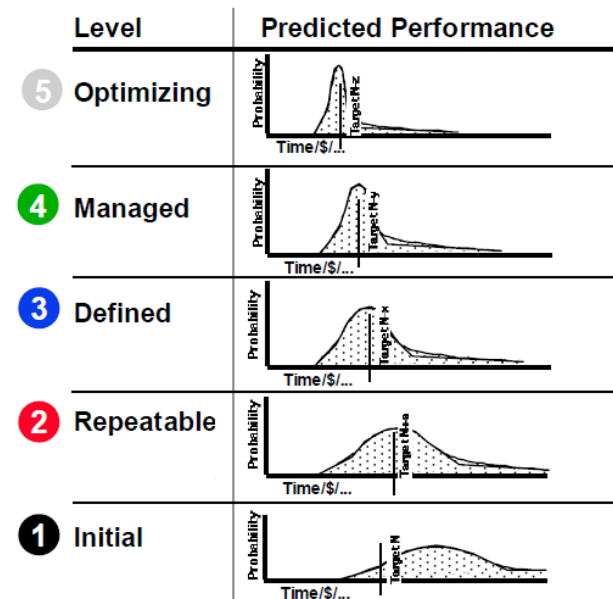 Level Predicted Performance
5 Optimizing
Probability
Target N-z
Time/$/...
4 Managed
Probability
Target N-y
Time/$/...
3 Defined
Probability
Target N-x
Time/$/...
2 Repeatable
Probability
Target N+a
Time/$/...
1 Initial
Probability
Target N
Time/$/...